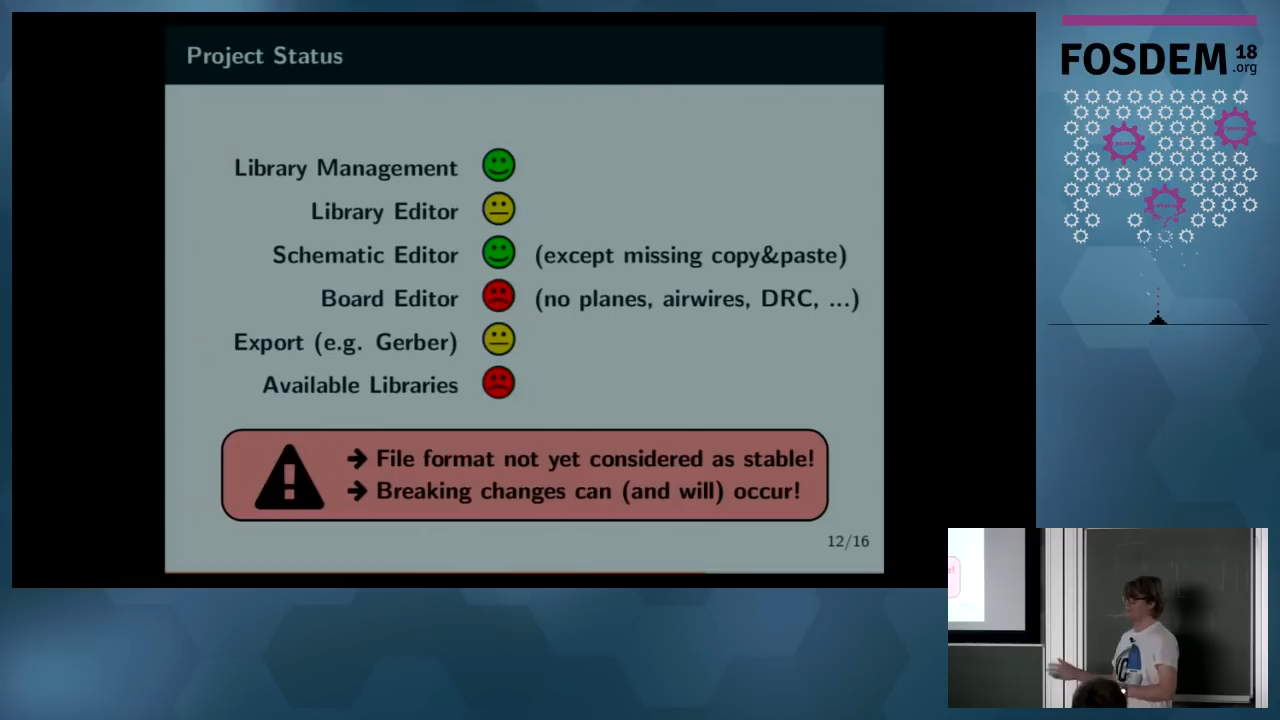 Project Status
Library Management
Library Editor
Schematic Editor (except missing copy&paste)
Board Editor (no planes, airwires, DRC, ...)
Export (e.g. Gerber)
Available Libraries
→ File format not yet considered as stable!
→ Breaking changes can (and will) occur!
12/16
FOSDEM 18
.org